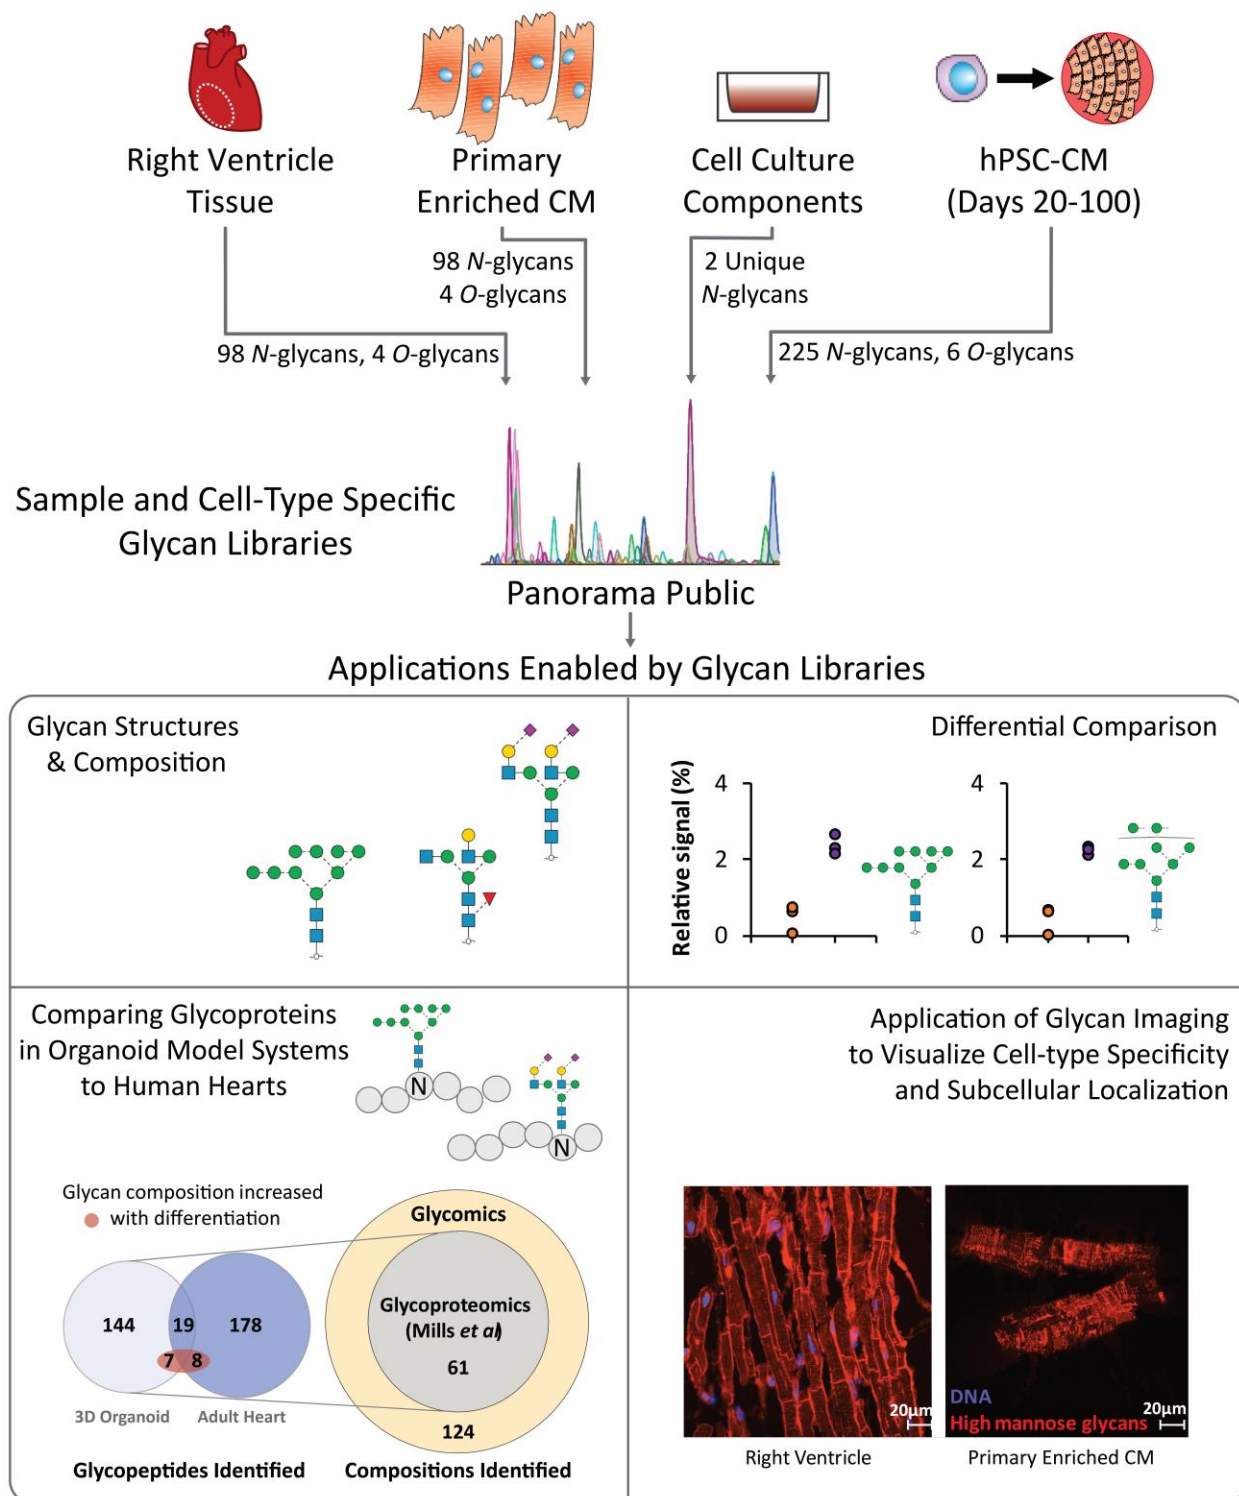 Right Ventricle
Tissue
Primary
Enriched CM
Cell Culture
Components
hPSC-CM
(Days 20-100)
98 N-glycans
4 O-glycans
2 Unique
N-glycans
98 N-glycans, 4 O-glycans
225 N-glycans, 6 O-glycans
Sample and Cell-Type Specific
Glycan Libraries
Panorama Public
Applications Enabled by Glycan Libraries
Glycan Structures
& Composition
Differential Comparison
Relative signal (%)
4
2
0
4
2
0
Comparing Glycoproteins
in Organoid Model Systems
to Human Hearts
N
N
Glycan composition increased
with differentiation
144
19
178
7
8
3D Organoid
Adult Heart
Glycopeptides Identified
Glycomics
Glycoproteomics
(Mills et al)
61
124
Compositions Identified
Application of Glycan Imaging
to Visualize Cell-type Specificity
and Subcellular Localization
20μm
DNA
High mannose glycans
20μm
Right Ventricle
Primary Enriched CM